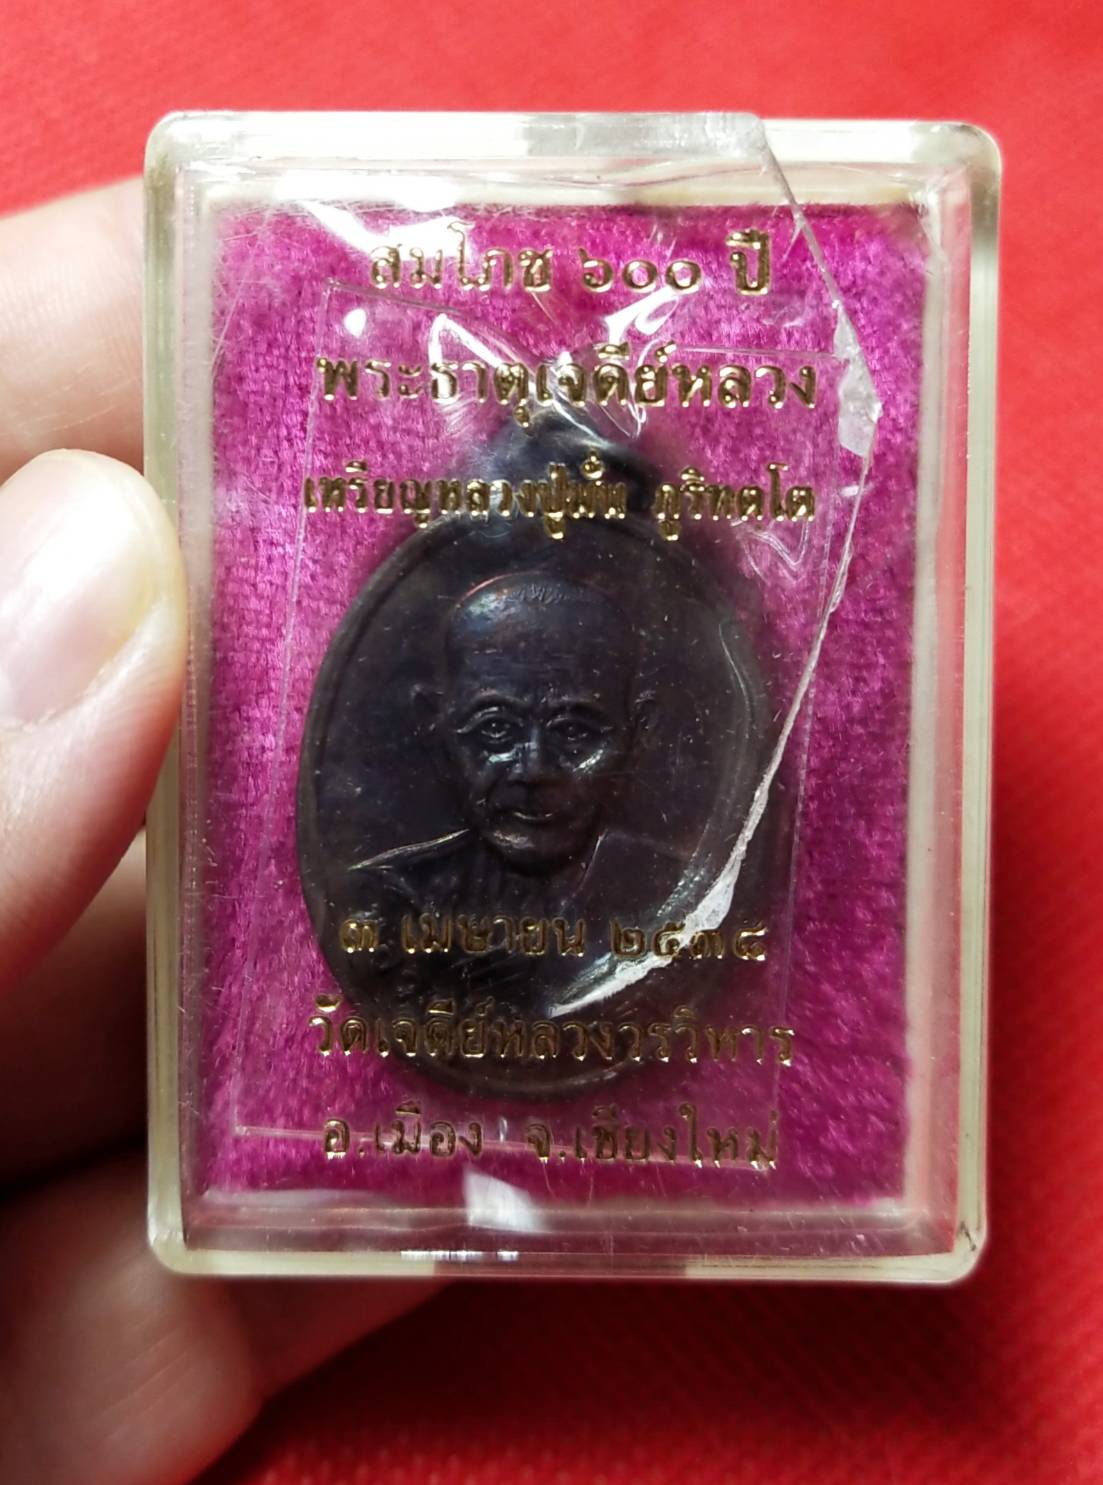 สมโภช ๖๐๐ ปี
พระธาตุเจดีย์หลวง
เหรียญหลวงปู่มั่น ภูริทตโต
๓ เมษายน ๒๕๓๘
วัดเจดีย์หลวงวรวิหาร
อ.เมือง จ.เชียงใหม่